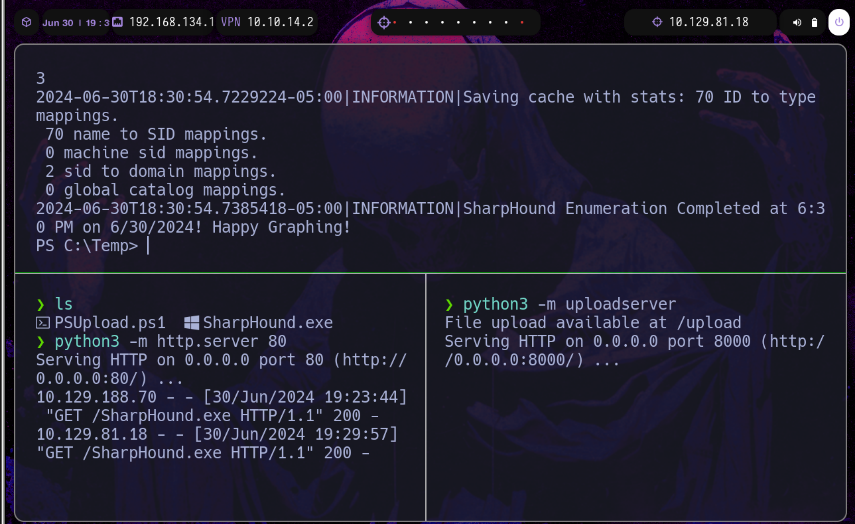 Jun 30 | 19 : 3 192.168.134.1 VPN 10.10.14.2 10.129.81.18
3
2024-06-30T18:30:54.7229224-05:00|INFORMATION|Saving cache with stats: 70 ID to type
mappings.
70 name to SID mappings.
0 machine sid mappings.
2 sid to domain mappings.
0 global catalog mappings.
2024-06-30T18:30:54.7385418-05:00|INFORMATION|SharpHound Enumeration Completed at 6:3
0 PM on 6/30/2024! Happy Graphing!
PS C:\Temp>
❯ ls
PSUpload.ps1 SharpHound.exe
❯ python3 -m http.server 80
Serving HTTP on 0.0.0.0 port 80 (http://
0.0.0.0:80/) ...
10.129.188.70 - - [30/Jun/2024 19:23:44]
"GET /SharpHound.exe HTTP/1.1" 200 -
10.129.81.18 - - [30/Jun/2024 19:29:57]
"GET /SharpHound.exe HTTP/1.1" 200 -
❯ python3 -m uploadserver
File upload available at /upload
Serving HTTP on 0.0.0.0 port 8000 (http:/
/0.0.0.0:8000/) ...